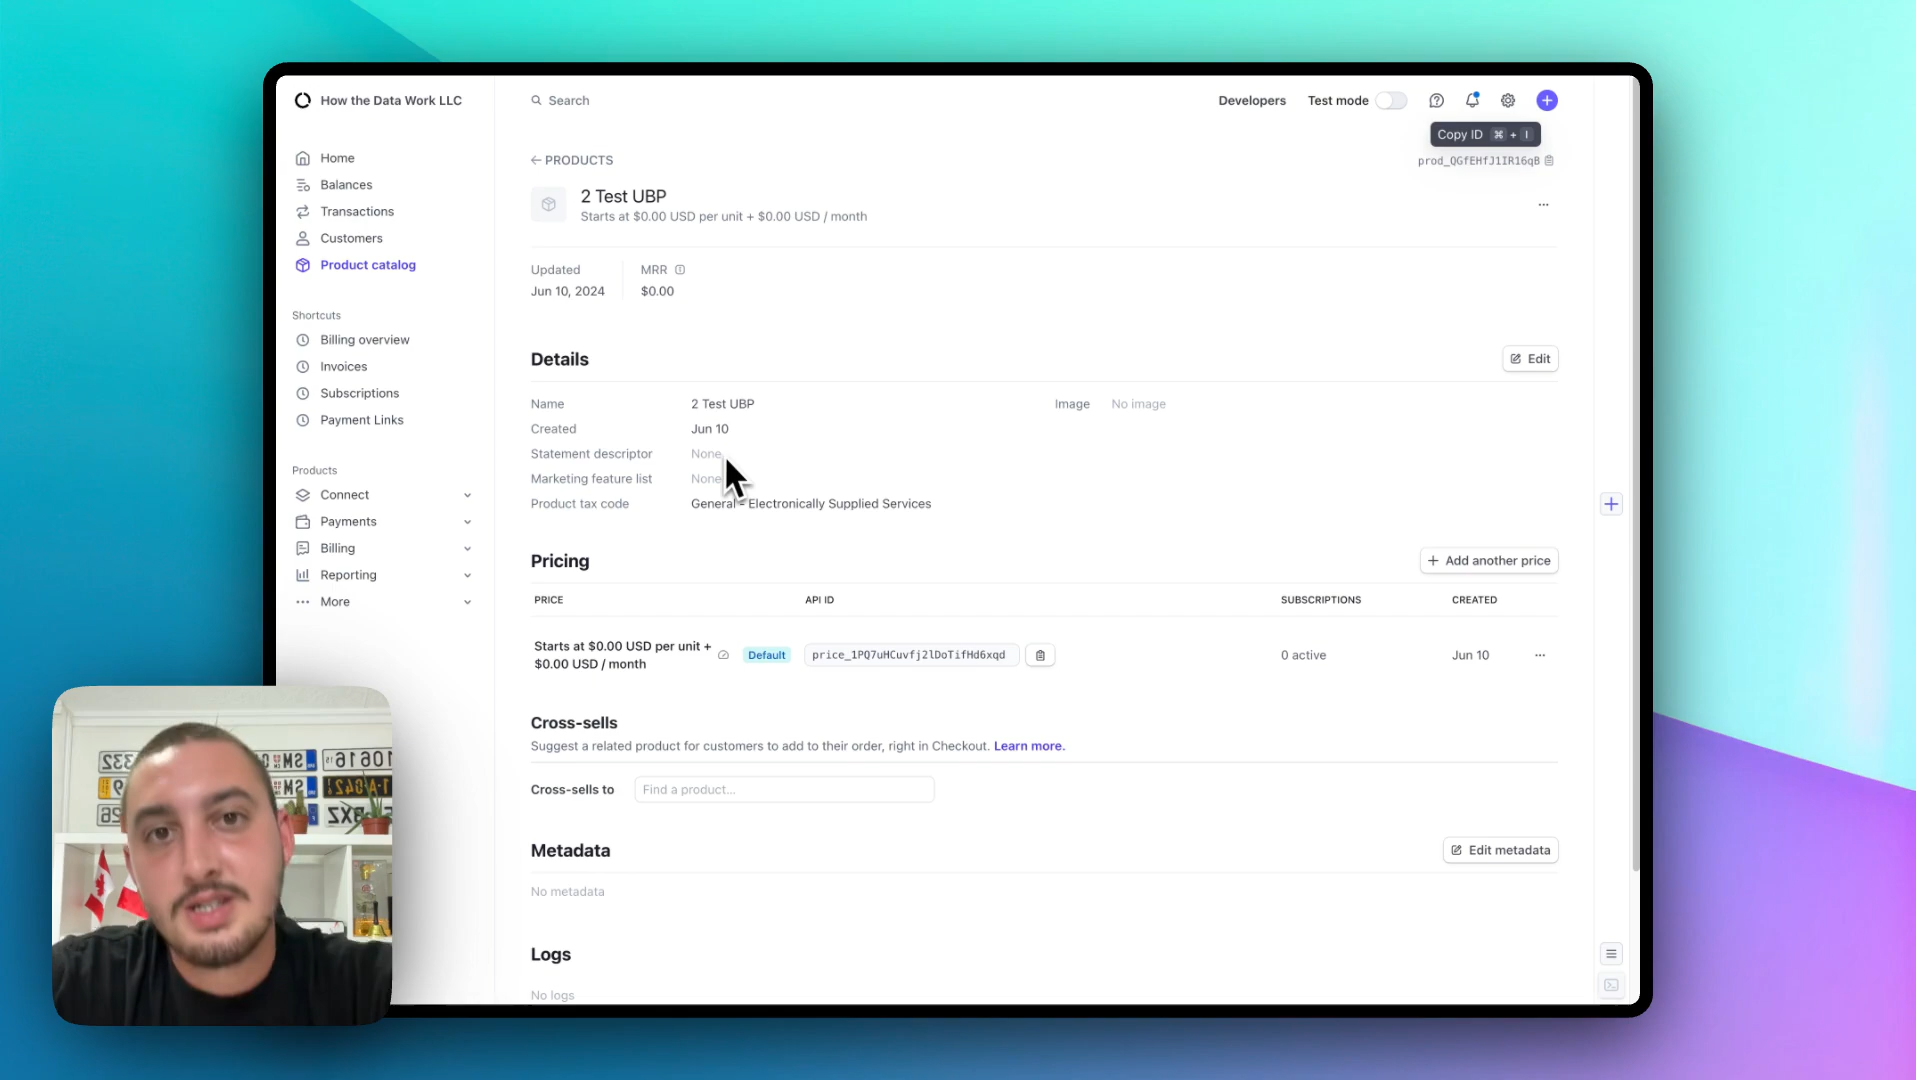 How the Data Work LLC
Search
Developers
Test mode
Copy ID ⌘ + I
Home
Balances
Transactions
Customers
Product catalog
Shortcuts
Billing overview
Invoices
Subscriptions
Payment Links
Products
Connect
Payments
Billing
Reporting
More
← PRODUCTS
prod_QGfEHfJ1IR16qB
2 Test UBP
Starts at $0.00 USD per unit + $0.00 USD / month
Updated
Jun 10, 2024
MRR
$0.00
Details
Edit
Name
2 Test UBP
Image
No image
Created
Jun 10
Statement descriptor
None
Marketing feature list
None
Product tax code
General - Electronically Supplied Services
Pricing
+ Add another price
PRICE
API ID
SUBSCRIPTIONS
CREATED
Starts at $0.00 USD per unit +
$0.00 USD / month
Default
price_1PQ7uHCuvfj2lDoTifHd6xqd
0 active
Jun 10
Cross-sells
Suggest a related product for customers to add to their order, right in Checkout. Learn more.
Cross-sells to
Find a product...
Metadata
Edit metadata
No metadata
Logs
No logs